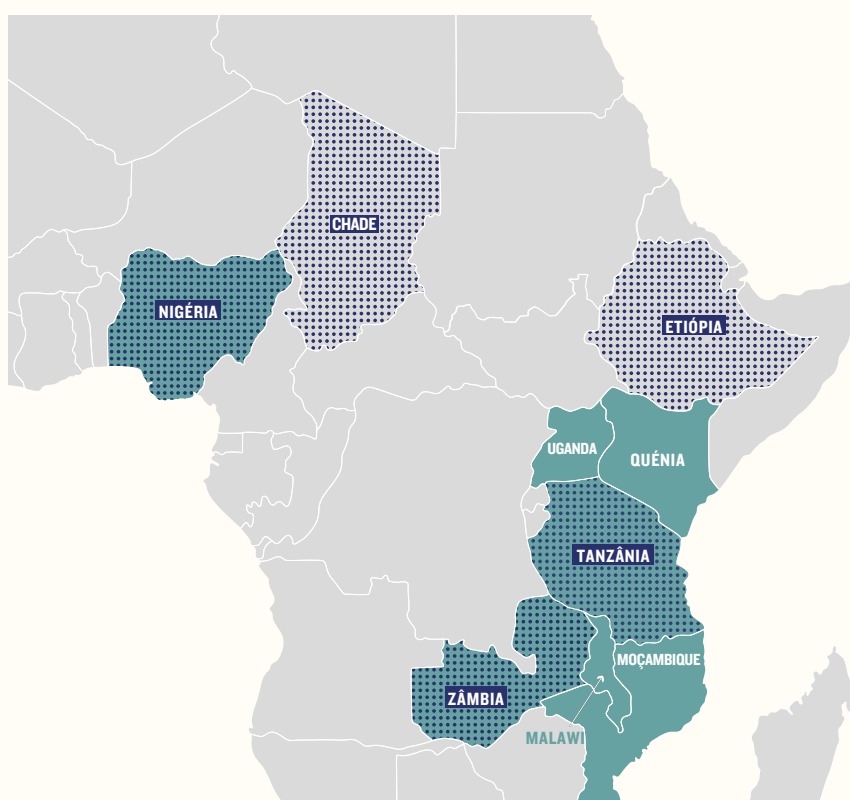 CHADE
NIGÉRIA
ETIÓPIA
UGANDA
QUÉNIA
TANZÂNIA
MOÇAMBIQUE
ZÂMBIA
MALAWI